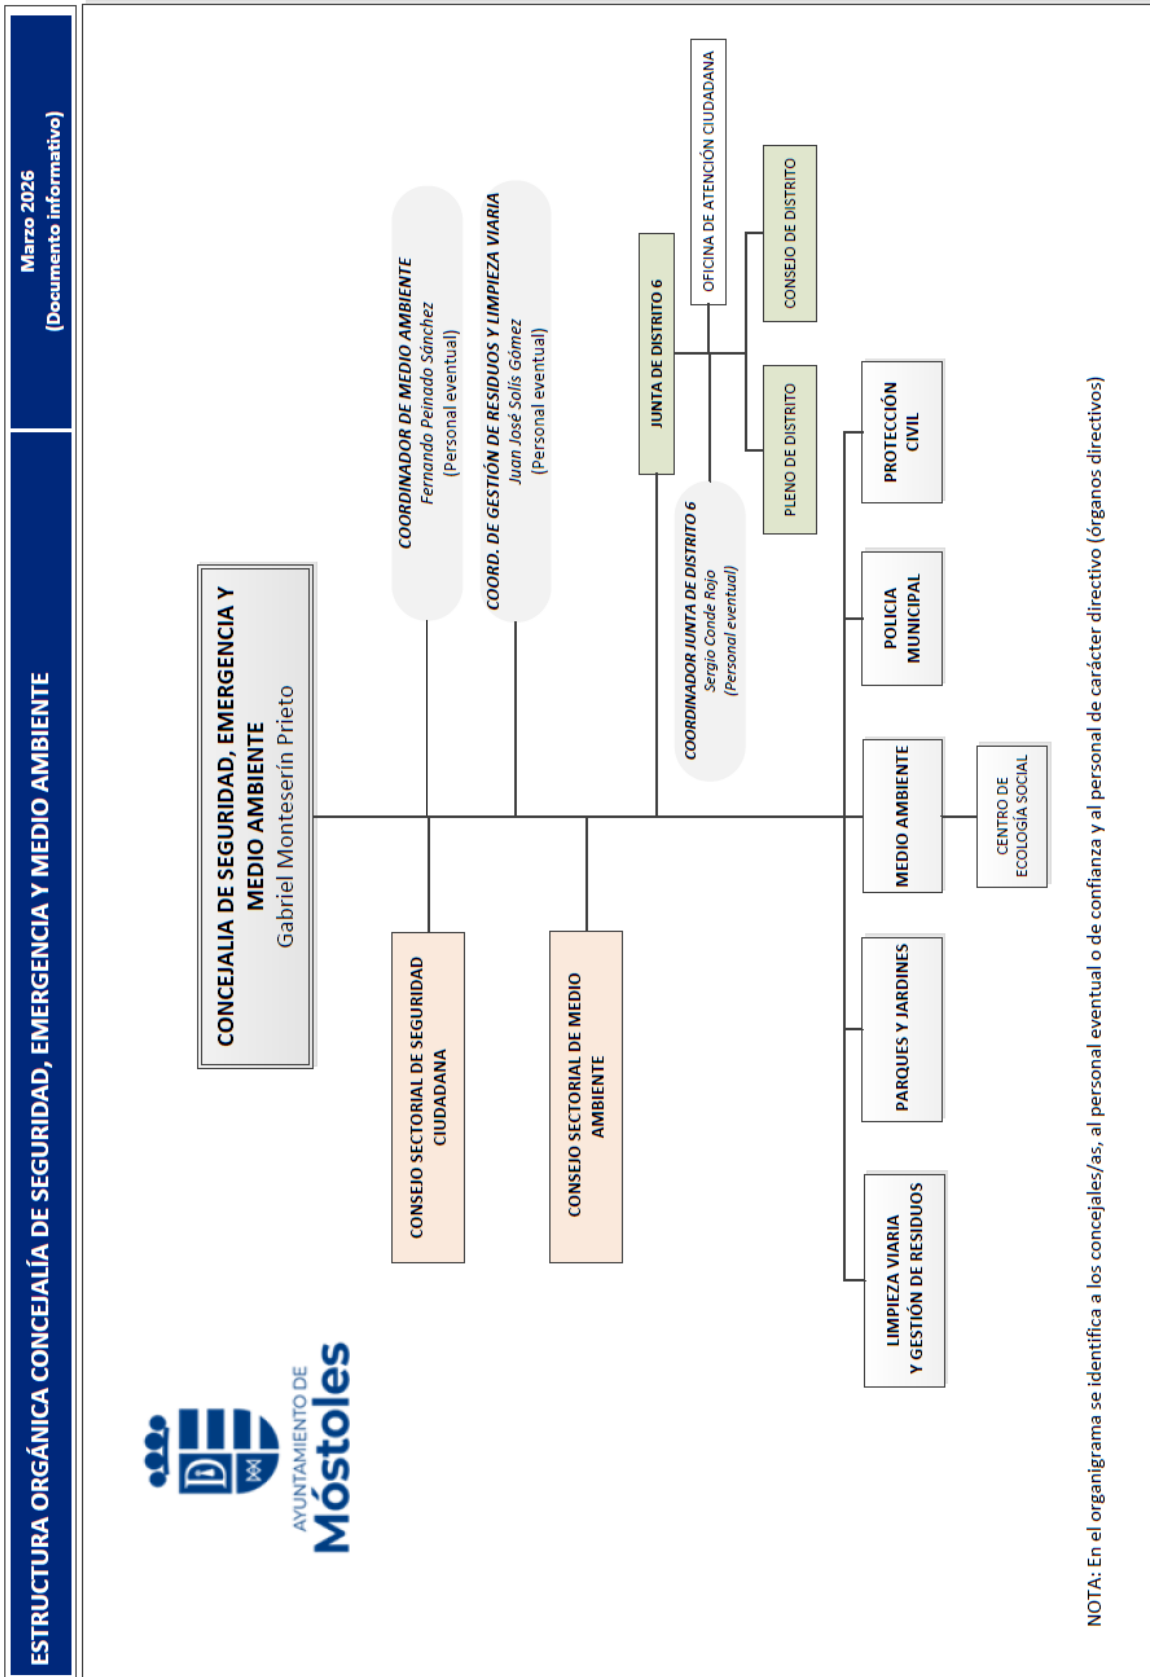 ESTRUCTURA ORGÁNICA CONCEJALÍA DE SEGURIDAD, EMERGENCIA Y MEDIO AMBIENTE
Marzo 2026
(Documento informativo)
AYUNTAMIENTO DE
Móstoles
CONCEJALIA DE SEGURIDAD, EMERGENCIA Y
MEDIO AMBIENTE
Gabriel Monteserín Prieto
CONSEJO SECTORIAL DE SEGURIDAD
CIUDADANA
COORDINADOR DE MEDIO AMBIENTE
Fernando Peinado Sánchez
(Personal eventual)
COORD. DE GESTIÓN DE RESIDUOS Y LIMPIEZA VIARIA
Juan José Solís Gómez
(Personal eventual)
CONSEJO SECTORIAL DE MEDIO
AMBIENTE
JUNTA DE DISTRITO 6
COORDINADOR JUNTA DE DISTRITO 6
Sergio Conde Rojo
(Personal eventual)
OFICINA DE ATENCIÓN CIUDADANA
PLENO DE DISTRITO
CONSEJO DE DISTRITO
LIMPIEZA VIARIA
Y GESTIÓN DE RESIDUOS
PARQUES Y JARDINES
MEDIO AMBIENTE
POLICIA
MUNICIPAL
PROTECCIÓN
CIVIL
CENTRO DE
ECOLOGÍA SOCIAL
NOTA: En el organigrama se identifica a los concejales/as, al personal eventual o de confianza y al personal de carácter directivo (órganos directivos)